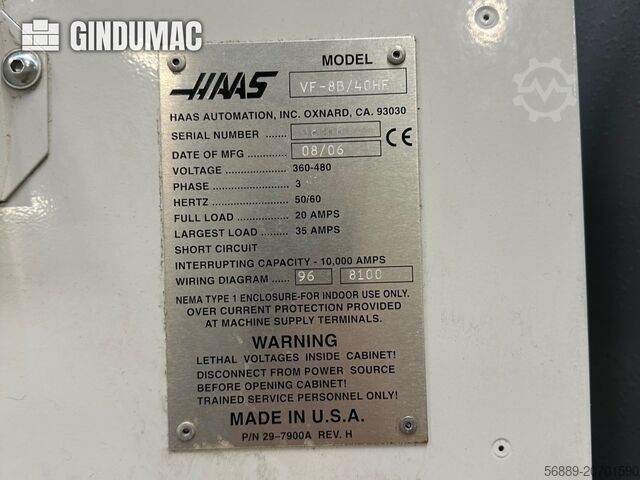 GINDUMAC
MODEL
HAAS VF-8B/40HE
HAAS AUTOMATION, INC. OXNARD, CA. 93030
SERIAL NUMBER ............
DATE OF MFG ............. 08/06 CE
VOLTAGE .................... 360-480
PHASE ......................... 3
HERTZ ......................... 50/60
FULL LOAD ................. 20 AMPS
LARGEST LOAD ......... 35 AMPS
SHORT CIRCUIT
INTERRUPTING CAPACITY - 10,000 AMPS
WIRING DIAGRAM ...... 96 8100
NEMA TYPE 1 ENCLOSURE-FOR INDOOR USE ONLY.
OVER CURRENT PROTECTION PROVIDED
AT MACHINE SUPPLY TERMINALS.
WARNING
LETHAL VOLTAGES INSIDE CABINET!
DISCONNECT FROM POWER SOURCE
BEFORE OPENING CABINET!
TRAINED SERVICE PERSONNEL ONLY!
MADE IN U.S.A.
P/N 29-7900A REV. H
56889-20701590